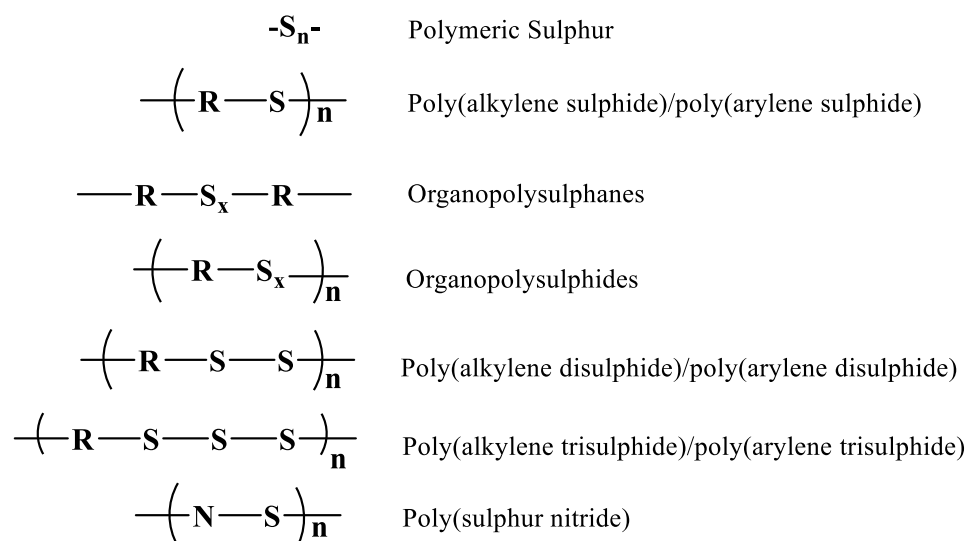 -Sn- Polymeric Sulphur
( R — S )n Poly(alkylene sulphide)/poly(arylene sulphide)
— R — Sx — R — Organopolysulphanes
( R — Sx )n Organopolysulphides
( R — S — S )n Poly(alkylene disulphide)/poly(arylene disulphide)
( R — S — S — S )n Poly(alkylene trisulphide)/poly(arylene trisulphide)
( N — S )n Poly(sulphur nitride)